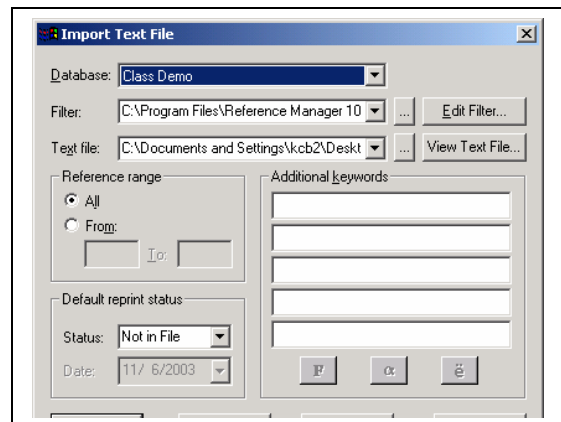 Import Text File
Database: Class Demo
Filter: C:\Program Files\Reference Manager 10 ... Edit Filter...
Text file: C:\Documents and Settings\kcb2\Deskt ... View Text File...
Reference range
All
From:
To:
Additional keywords
Default reprint status
Status: Not in File
Date: 11/ 6/2003
F α ë